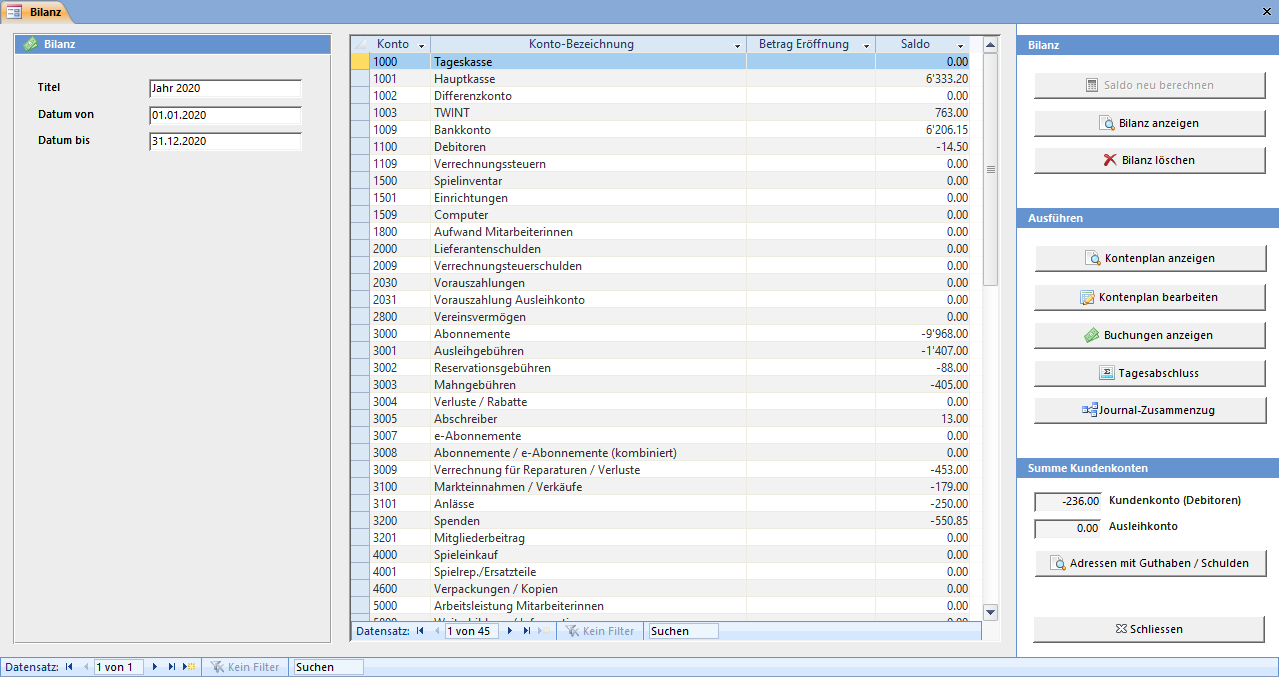 Bilanz
Bilanz
Titel Jahr 2020
Datum von 01.01.2020
Datum bis 31.12.2020
Konto Konto-Bezeichnung Betrag Eröffnung Saldo
1000 Tageskasse 0.00
1001 Hauptkasse 6'333.20
1002 Differenzkonto 0.00
1003 TWINT 763.00
1009 Bankkonto 6'206.15
1100 Debitoren -14.50
1109 Verrechnungssteuern 0.00
1500 Spielinventar 0.00
1501 Einrichtungen 0.00
1509 Computer 0.00
1800 Aufwand Mitarbeiterinnen 0.00
2000 Lieferantenschulden 0.00
2009 Verrechnungsteuerschulden 0.00
2030 Vorauszahlungen 0.00
2031 Vorauszahlung Ausleihkonto 0.00
2800 Vereinsvermögen 0.00
3000 Abonnemente -9'968.00
3001 Ausleihgebühren -1'407.00
3002 Reservationsgebühren -88.00
3003 Mahngebühren -405.00
3004 Verluste / Rabatte 0.00
3005 Abschreiber 13.00
3007 e-Abonnemente 0.00
3008 Abonnemente / e-Abonnemente (kombiniert) 0.00
3009 Verrechnung für Reparaturen / Verluste -453.00
3100 Markteinnahmen / Verkäufe -179.00
3101 Anlässe -250.00
3200 Spenden -550.85
3201 Mitgliederbeitrag 0.00
4000 Spieleinkauf 0.00
4001 Spielrep./Ersatzteile 0.00
4600 Verpackungen / Kopien 0.00
5000 Arbeitsleistung Mitarbeiterinnen 0.00
Datensatz: 1 von 45 Kein Filter Suchen
Bilanz
Saldo neu berechnen
Bilanz anzeigen
Bilanz löschen
Ausführen
Kontenplan anzeigen
Kontenplan bearbeiten
Buchungen anzeigen
Tagesabschluss
Journal-Zusammenzug
Summe Kundenkonten
-236.00 Kundenkonto (Debitoren)
0.00 Ausleihkonto
Adressen mit Guthaben / Schulden
Schliessen
Datensatz: 1 von 1 Kein Filter Suchen